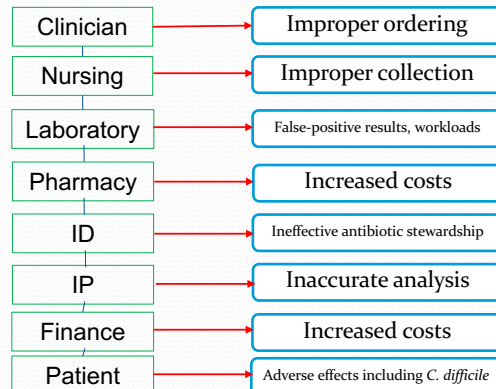 Clinician
Improper ordering
Nursing
Improper collection
Laboratory
False-positive results, workloads
Pharmacy
Increased costs
ID
Ineffective antibiotic stewardship
IP
Inaccurate analysis
Finance
Increased costs
Patient
Adverse effects including C. difficile